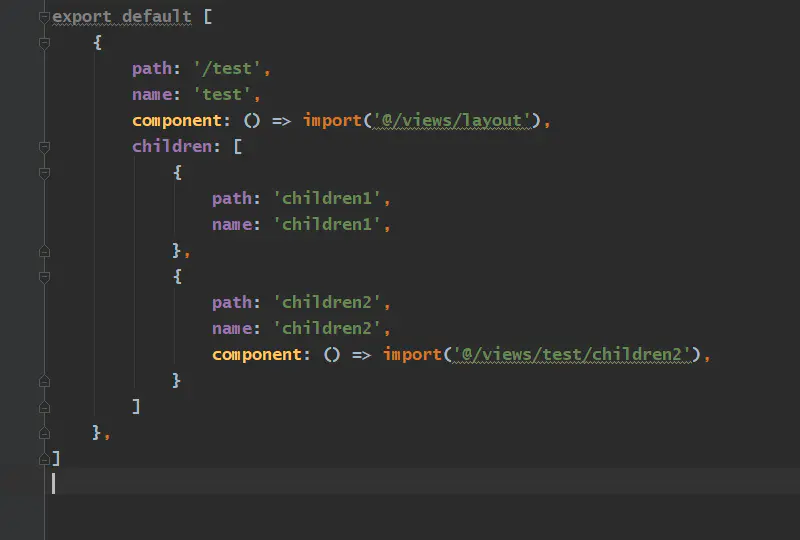 export default [
{
path: '/test',
name: 'test',
component: () => import('@/views/layout'),
children: [
{
path: 'children1',
name: 'children1',
},
{
path: 'children2',
name: 'children2',
component: () => import('@/views/test/children2'),
}
]
},
]